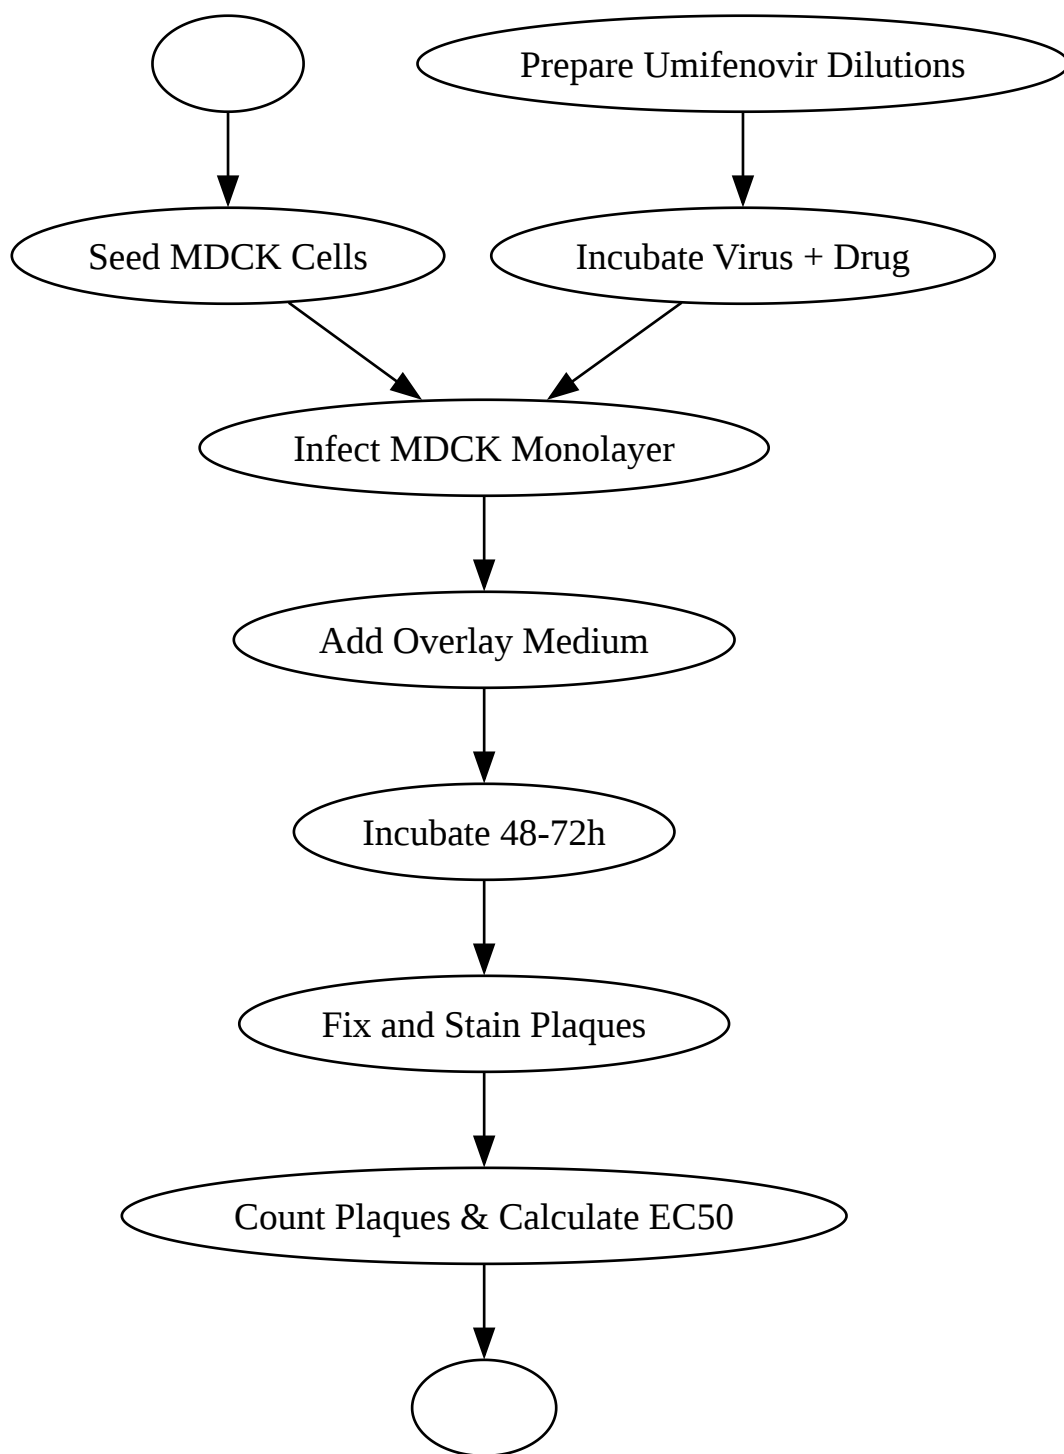 Prepare Umifenovir Dilutions
Seed MDCK Cells
Incubate Virus + Drug
Infect MDCK Monolayer
Add Overlay Medium
Incubate 48-72h
Fix and Stain Plaques
Count Plaques & Calculate EC50